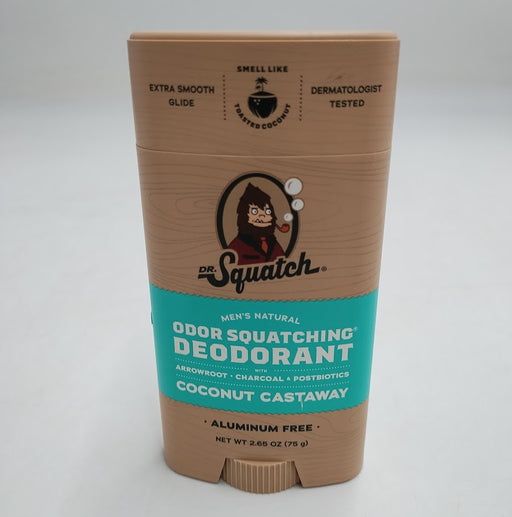 SMELL LIKE
EXTRA SMOOTH
GLIDE
DERMATOLOGIST
TESTED
TOASTED COCONUT
DR. Squatch®
MEN'S NATURAL
ODOR SQUATCHING®
DEODORANT
WITH
ARROWROOT • CHARCOAL & POSTBIOTICS
COCONUT CASTAWAY
• ALUMINUM FREE •
NET WT 2.65 OZ (75 g)